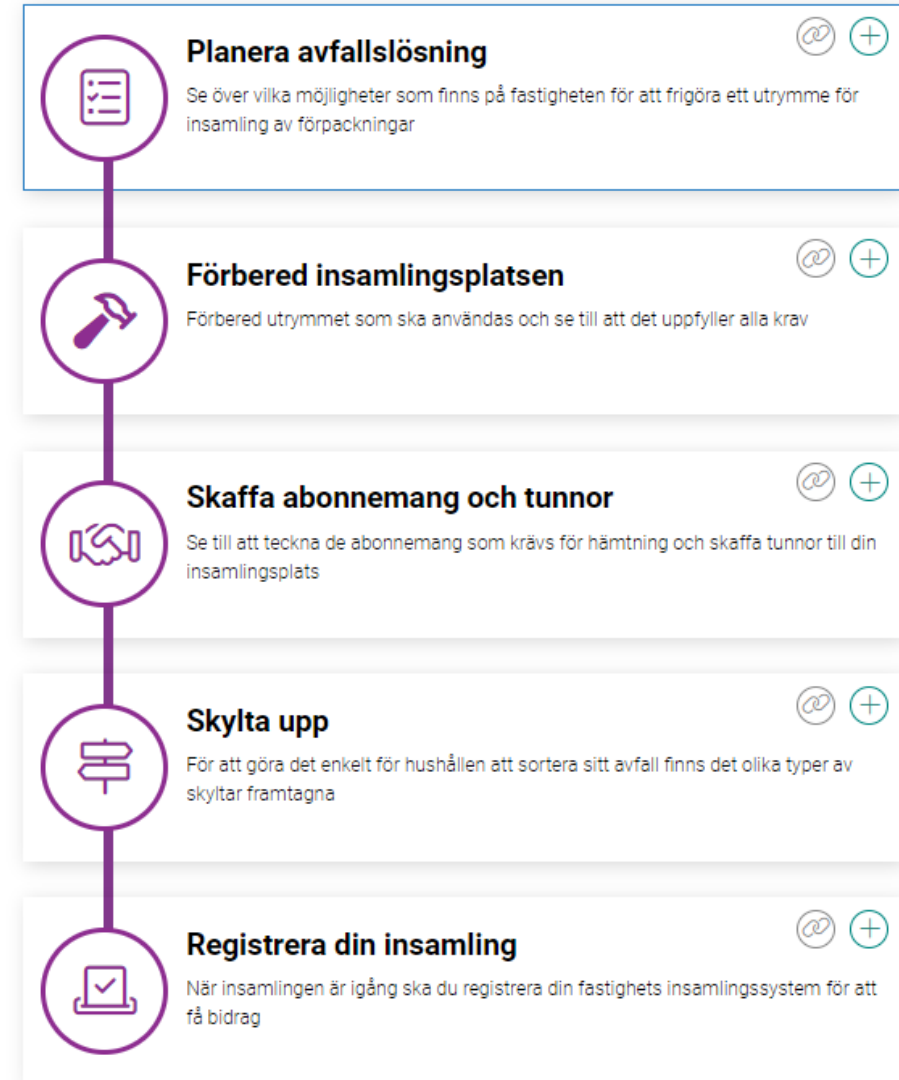 Planera avfallslösning
Se över vilka möjligheter som finns på fastigheten för att frigöra ett utrymme för
insamling av förpackningar
Förbered insamlingsplatsen
Förbered utrymmet som ska användas och se till att det uppfyller alla krav
Skaffa abonnemang och tunnor
Se till att teckna de abonnemang som krävs för hämtning och skaffa tunnor till din
insamlingsplats
Skylta upp
För att göra det enkelt för hushållen att sortera sitt avfall finns det olika typer av
skyltar framtagna
Registrera din insamling
När insamlingen är igång ska du registrera din fastighets insamlingssystem för att
få bidrag